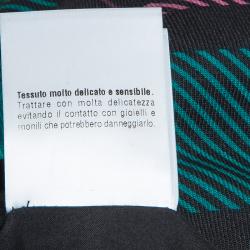 Tessuto molto delicato e sensibile.
Trattare con molta delicatezza
evitando il contatto con gioielli e
monili che potrebbero danneggiarlo.